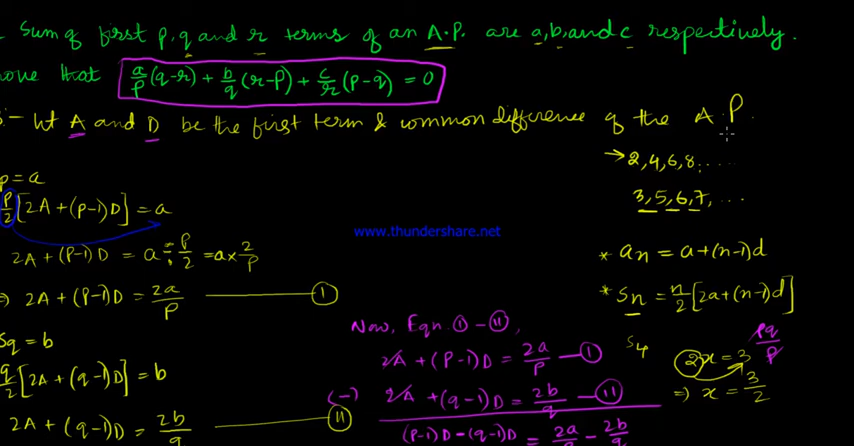 Sum of first p, q and r terms of an A.P. are a, b, and c respectively.
that a/p (q-r) + b/q (r-p) + c/r (p-q) = 0
:- let A and D be the first term & common difference of the A.P.
→ 2, 4, 6, 8, ....
3, 5, 6, 7, ...
p = a
p/2 [2A + (p-1)D] = a
www.thundershare.net
2A + (P-1)D = a ÷ P/2 = a × 2/P
* an = a + (n-1)d
⇒ 2A + (P-1)D = 2a/P ——— I
* Sn = n/2 [2a + (n-1)d]
Sq = b
Now, Eqn. I - II,
S4
2x = 3
pq/p
2A + (P-1)D = 2a/p — I
⇒ x = 3/2
q/2 [2A + (q-1)D] = b
(-) 2A + (q-1)D = 2b/q — II
2A + (q-1)D = 2b/q ——— II
(P-1)D - (q-1)D = 2a/p - 2b/q